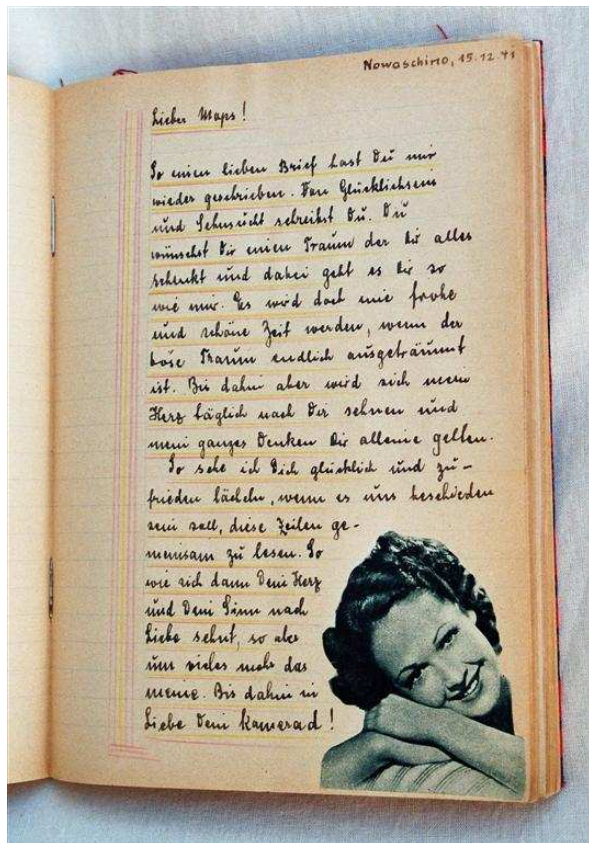 Nowoschino, 15.12.41
Lieber Maps!
So einen lieben Brief hast Du mir
wieder geschrieben. Von Glücklichsein
und Sehnsucht schreibst Du. Du
wünschst Dir einen Traum der Dir alles
schenkt und dabei geht es Dir so
wie mir. Es wird doch eine frohe
und schöne Zeit werden, wenn der
böse Traum endlich ausgeträumt
ist. Bis dahin aber wird sich mein
Herz täglich nach Dir sehnen und
mein ganzes Denken Dir alleine gelten.
So sehe ich Dich glücklich und zu-
frieden lächeln, wenn es uns beschieden
sein soll, diese Zeilen ge-
meinsam zu lesen. So
wie sich dann Dein Herz
und Dein Sinn nach
Liebe sehnt, so aber
um vieles mehr das
meine. Bis dahin in
Liebe Dein Kamerad!